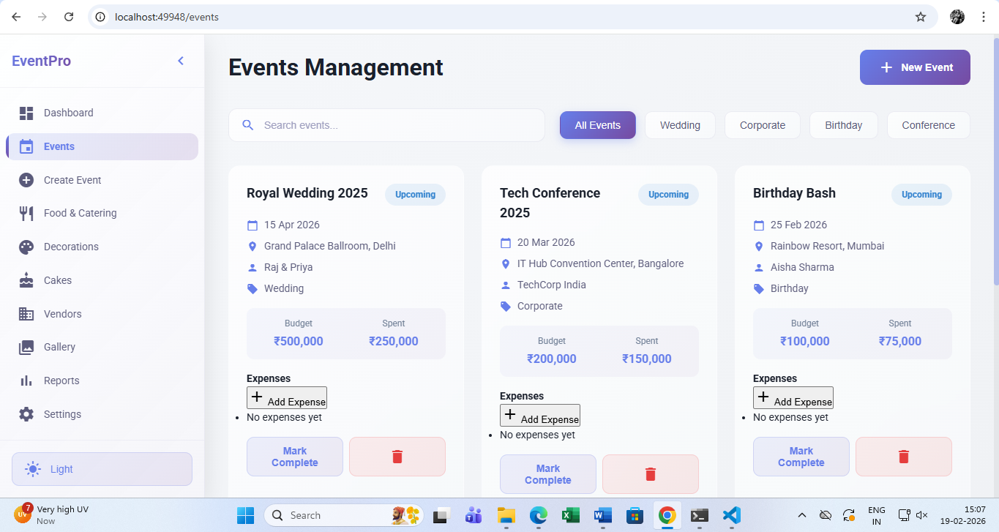 localhost:49948/events
EventPro
Dashboard
Events
Create Event
Food & Catering
Decorations
Cakes
Vendors
Gallery
Reports
Settings
Light
Events Management
New Event
Search events...
All Events
Wedding
Corporate
Birthday
Conference
Royal Wedding 2025
Upcoming
15 Apr 2026
Grand Palace Ballroom, Delhi
Raj & Priya
Wedding
Budget
Spent
₹500,000
₹250,000
Expenses
Add Expense
No expenses yet
Mark
Complete
Tech Conference
2025
Upcoming
20 Mar 2026
IT Hub Convention Center, Bangalore
TechCorp India
Corporate
Budget
Spent
₹200,000
₹150,000
Expenses
Add Expense
No expenses yet
Mark
Complete
Birthday Bash
Upcoming
25 Feb 2026
Rainbow Resort, Mumbai
Aisha Sharma
Birthday
Budget
Spent
₹100,000
₹75,000
Expenses
Add Expense
No expenses yet
Mark
Complete
UV
7
Very high UV
Now
Search
ENG
IN
15:07
19-02-2026